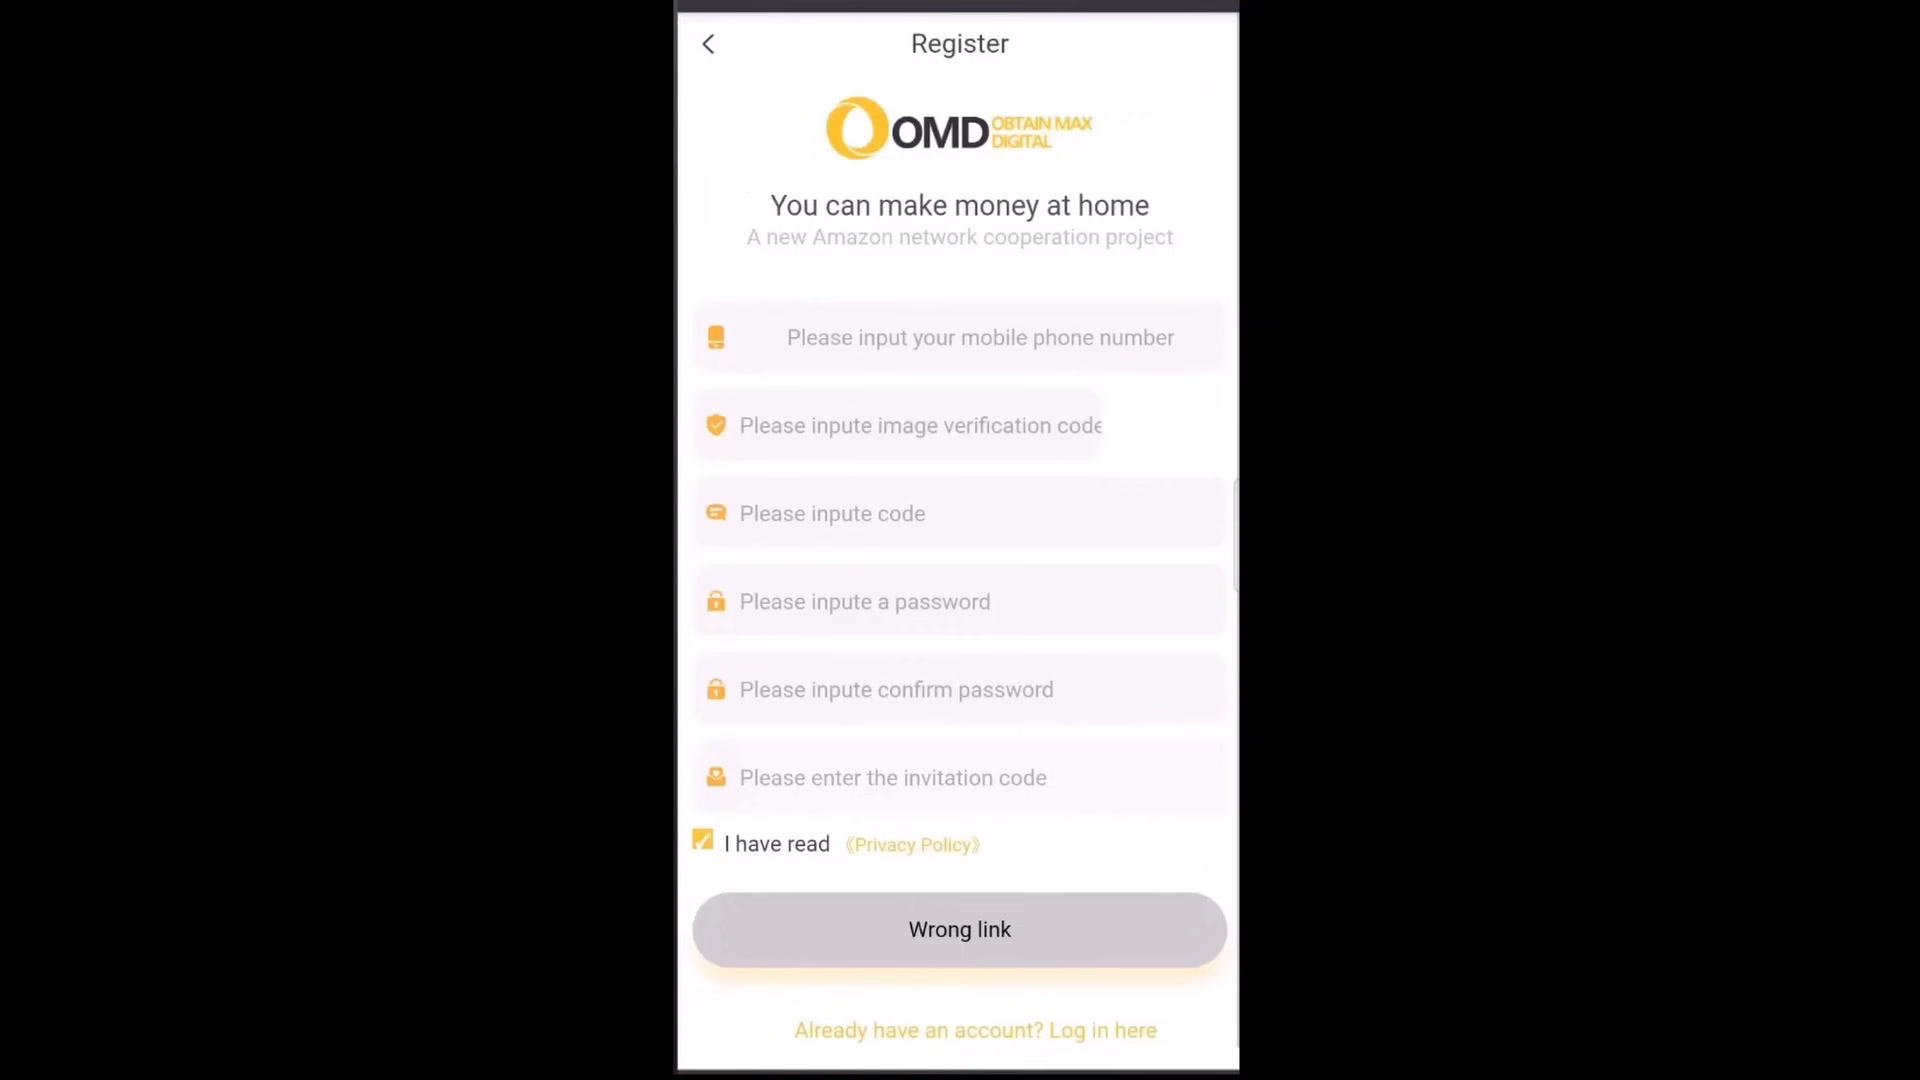 Register
OMD OBTAIN MAX
DIGITAL
You can make money at home
A new Amazon network cooperation project
Please input your mobile phone number
Please inpute image verification code
Please inpute code
Please inpute a password
Please inpute confirm password
Please enter the invitation code
I have read 《Privacy Policy》
Wrong link
Already have an account? Log in here